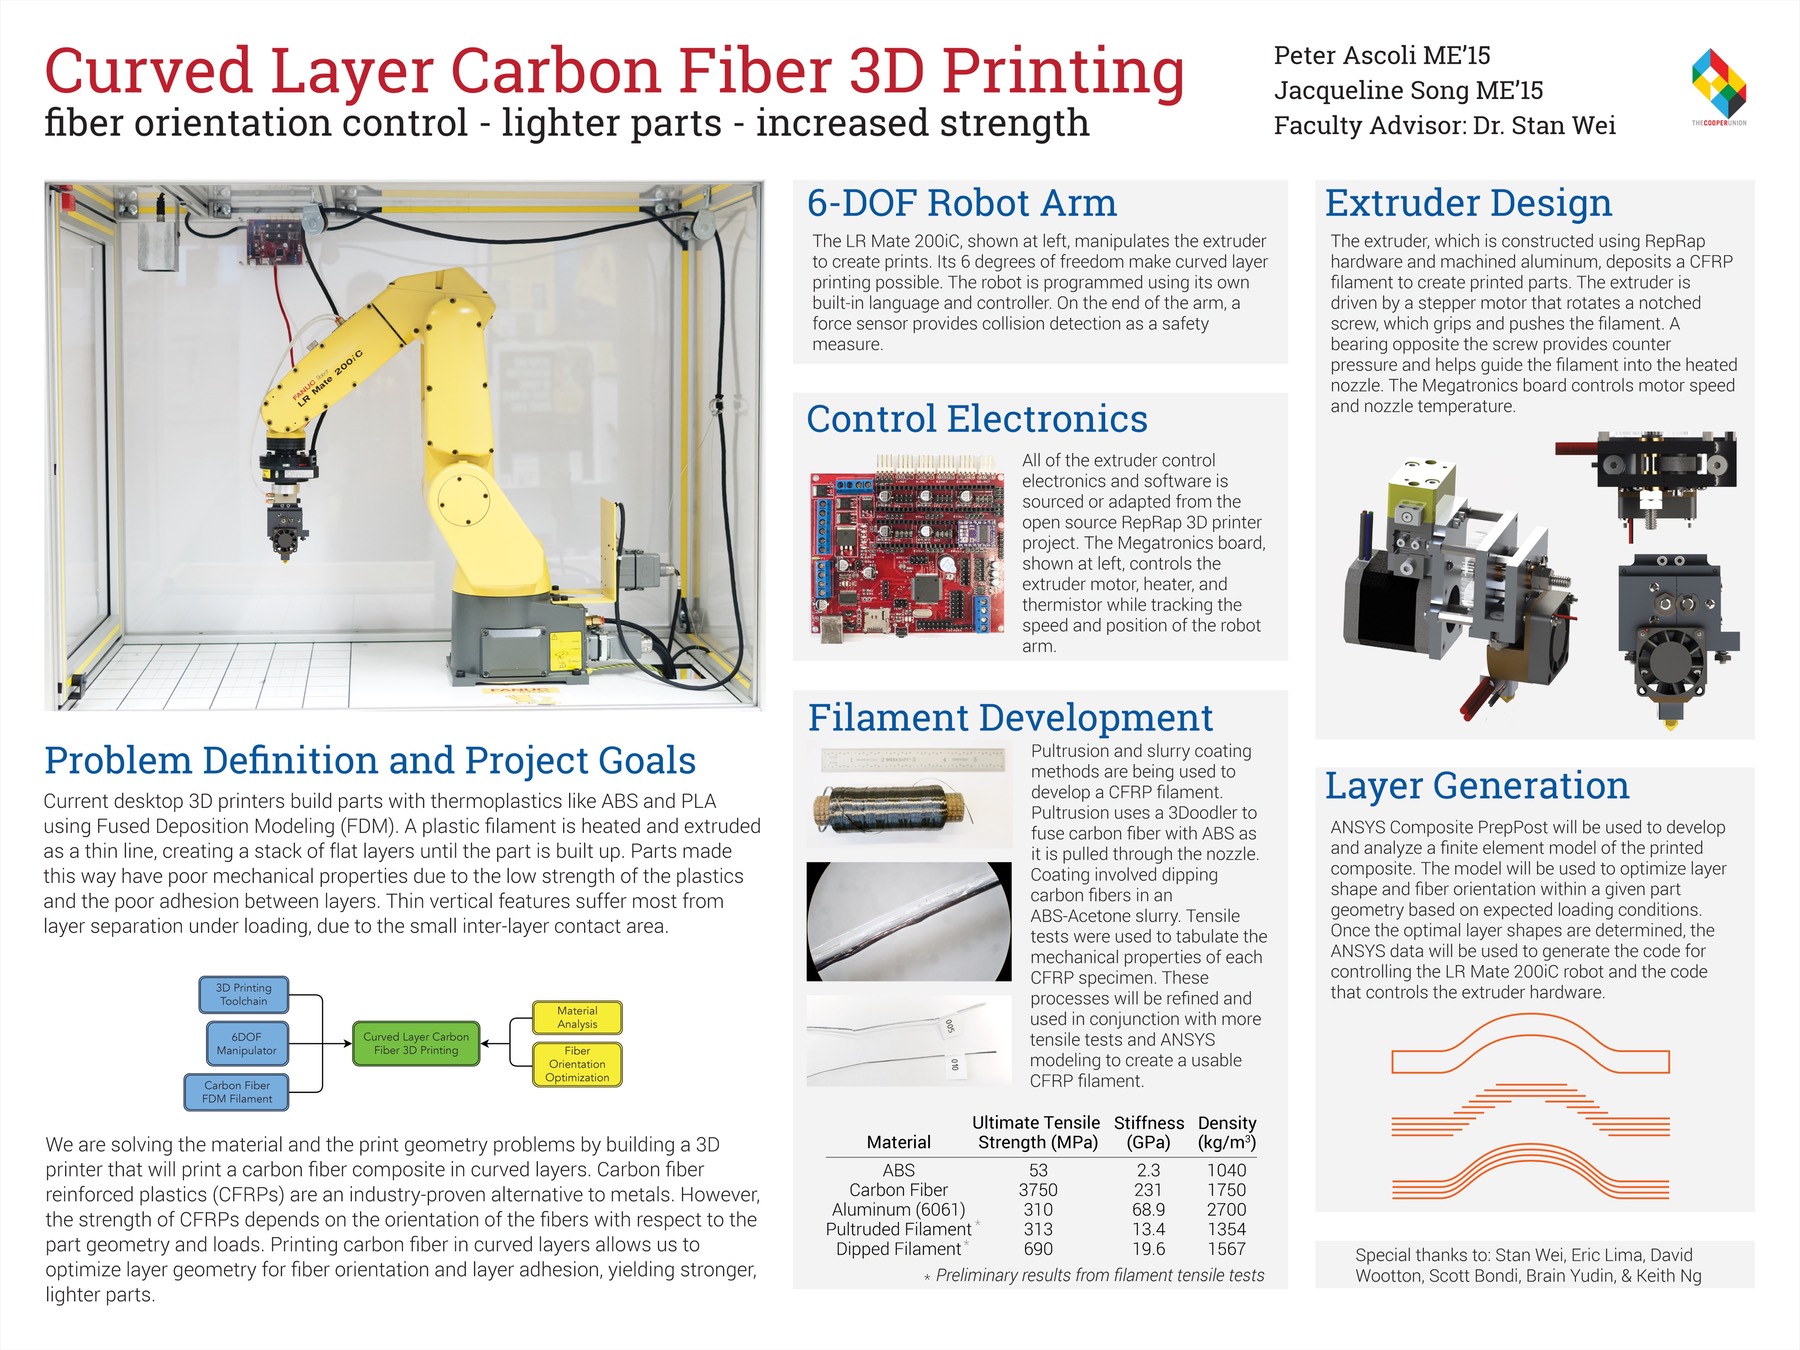 Curved Layer Carbon Fiber 3D Printing
fiber orientation control - lighter parts - increased strength
Peter Ascoli ME'15
Jacqueline Song ME'15
Faculty Advisor: Dr. Stan Wei
THECOOPERUNION
FANUC Robot
LR Mate 200iC
FANUC
Problem Definition and Project Goals
Current desktop 3D printers build parts with thermoplastics like ABS and PLA
using Fused Deposition Modeling (FDM). A plastic filament is heated and extruded
as a thin line, creating a stack of flat layers until the part is built up. Parts made
this way have poor mechanical properties due to the low strength of the plastics
and the poor adhesion between layers. Thin vertical features suffer most from
layer separation under loading, due to the small inter-layer contact area.
3D Printing
Toolchain
6DOF
Manipulator
Carbon Fiber
FDM Filament
Curved Layer Carbon
Fiber 3D Printing
Material
Analysis
Fiber
Orientation
Optimization
We are solving the material and the print geometry problems by building a 3D
printer that will print a carbon fiber composite in curved layers. Carbon fiber
reinforced plastics (CFRPs) are an industry-proven alternative to metals. However,
the strength of CFRPs depends on the orientation of the fibers with respect to the
part geometry and loads. Printing carbon fiber in curved layers allows us to
optimize layer geometry for fiber orientation and layer adhesion, yielding stronger,
lighter parts.
6-DOF Robot Arm
The LR Mate 200iC, shown at left, manipulates the extruder
to create prints. Its 6 degrees of freedom make curved layer
printing possible. The robot is programmed using its own
built-in language and controller. On the end of the arm, a
force sensor provides collision detection as a safety
measure.
Control Electronics
All of the extruder control
electronics and software is
sourced or adapted from the
open source RepRap 3D printer
project. The Megatronics board,
shown at left, controls the
extruder motor, heater, and
thermistor while tracking the
speed and position of the robot
arm.
Filament Development
Pultrusion and slurry coating
methods are being used to
develop a CFRP filament.
Pultrusion uses a 3Doodler to
fuse carbon fiber with ABS as
it is pulled through the nozzle.
Coating involved dipping
carbon fibers in an
ABS-Acetone slurry. Tensile
tests were used to tabulate the
mechanical properties of each
CFRP specimen. These
processes will be refined and
used in conjunction with more
tensile tests and ANSYS
modeling to create a usable
CFRP filament.
005
010
Material Ultimate Tensile Strength (MPa) Stiffness (GPa) Density (kg/m³)
ABS 53 2.3 1040
Carbon Fiber 3750 231 1750
Aluminum (6061) 310 68.9 2700
Pultruded Filament* 313 13.4 1354
Dipped Filament* 690 19.6 1567
* Preliminary results from filament tensile tests
Extruder Design
The extruder, which is constructed using RepRap
hardware and machined aluminum, deposits a CFRP
filament to create printed parts. The extruder is
driven by a stepper motor that rotates a notched
screw, which grips and pushes the filament. A
bearing opposite the screw provides counter
pressure and helps guide the filament into the heated
nozzle. The Megatronics board controls motor speed
and nozzle temperature.
Layer Generation
ANSYS Composite PrepPost will be used to develop
and analyze a finite element model of the printed
composite. The model will be used to optimize layer
shape and fiber orientation within a given part
geometry based on expected loading conditions.
Once the optimal layer shapes are determined, the
ANSYS data will be used to generate the code for
controlling the LR Mate 200iC robot and the code
that controls the extruder hardware.
Special thanks to: Stan Wei, Eric Lima, David
Wootton, Scott Bondi, Brain Yudin, & Keith Ng